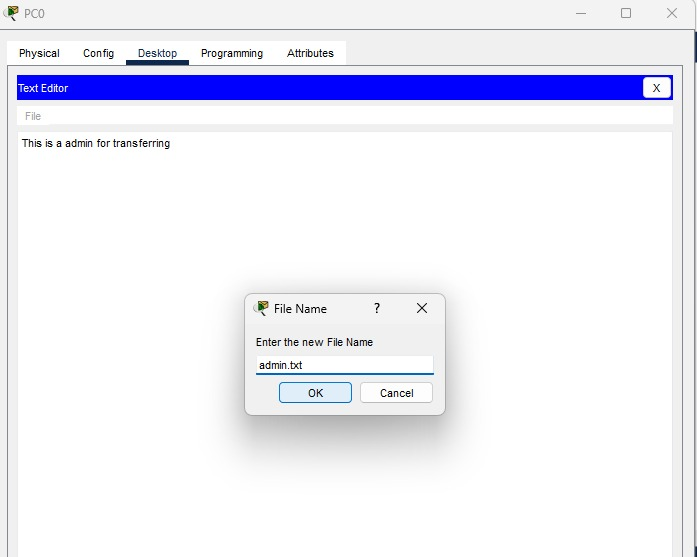 PC0
Physical Config Desktop Programming Attributes
Text Editor X
File
This is a admin for transferring
File Name ?
Enter the new File Name
admin.txt
OK Cancel